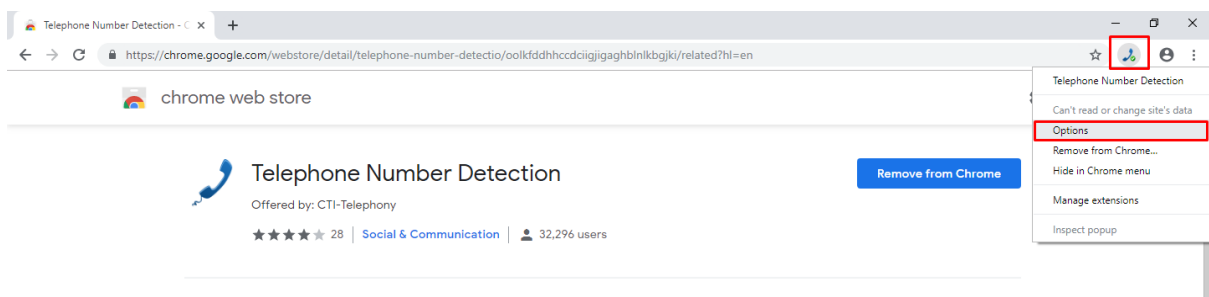 Telephone Number Detection - C
https://chrome.google.com/webstore/detail/telephone-number-detectio/oolkfddhhccdciigjigaghblnlkbgjki/related?hl=en
Telephone Number Detection
Can't read or change site's data
Options
Remove from Chrome...
Hide in Chrome menu
Manage extensions
Inspect popup
chrome web store
Telephone Number Detection
Remove from Chrome
Offered by: CTI-Telephony
28 Social & Communication 32,296 users